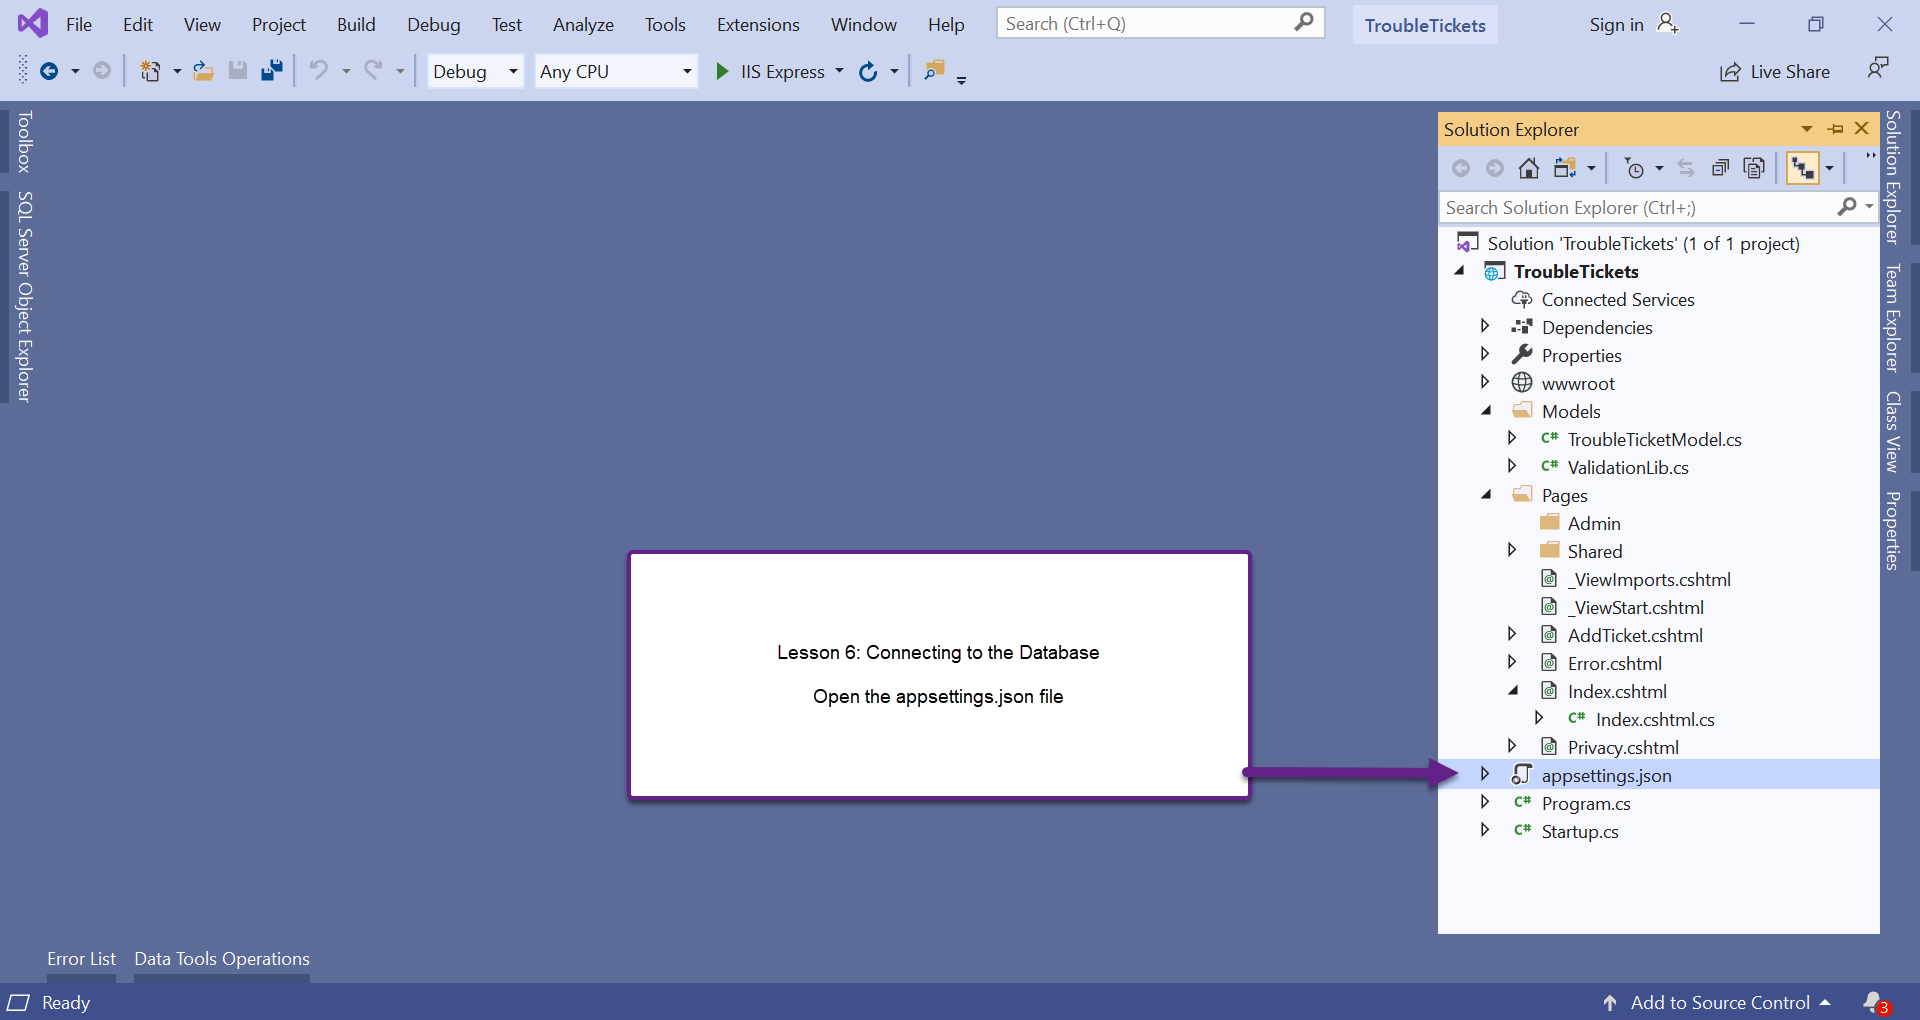 File Edit View Project Build Debug Test Analyze Tools Extensions Window Help Search (Ctrl+Q) TroubleTickets Sign in
Debug Any CPU IIS Express Live Share
Toolbox
SQL Server Object Explorer
Solution Explorer
Search Solution Explorer (Ctrl+;)
Solution 'TroubleTickets' (1 of 1 project)
TroubleTickets
Connected Services
Dependencies
Properties
wwwroot
Models
C# TroubleTicketModel.cs
C# ValidationLib.cs
Pages
Admin
Shared
_ViewImports.cshtml
_ViewStart.cshtml
AddTicket.cshtml
Error.cshtml
Index.cshtml
C# Index.cshtml.cs
Privacy.cshtml
appsettings.json
C# Program.cs
C# Startup.cs
Solution Explorer
Team Explorer
Class View
Properties
Lesson 6: Connecting to the Database
Open the appsettings.json file
Error List Data Tools Operations
Ready Add to Source Control 3